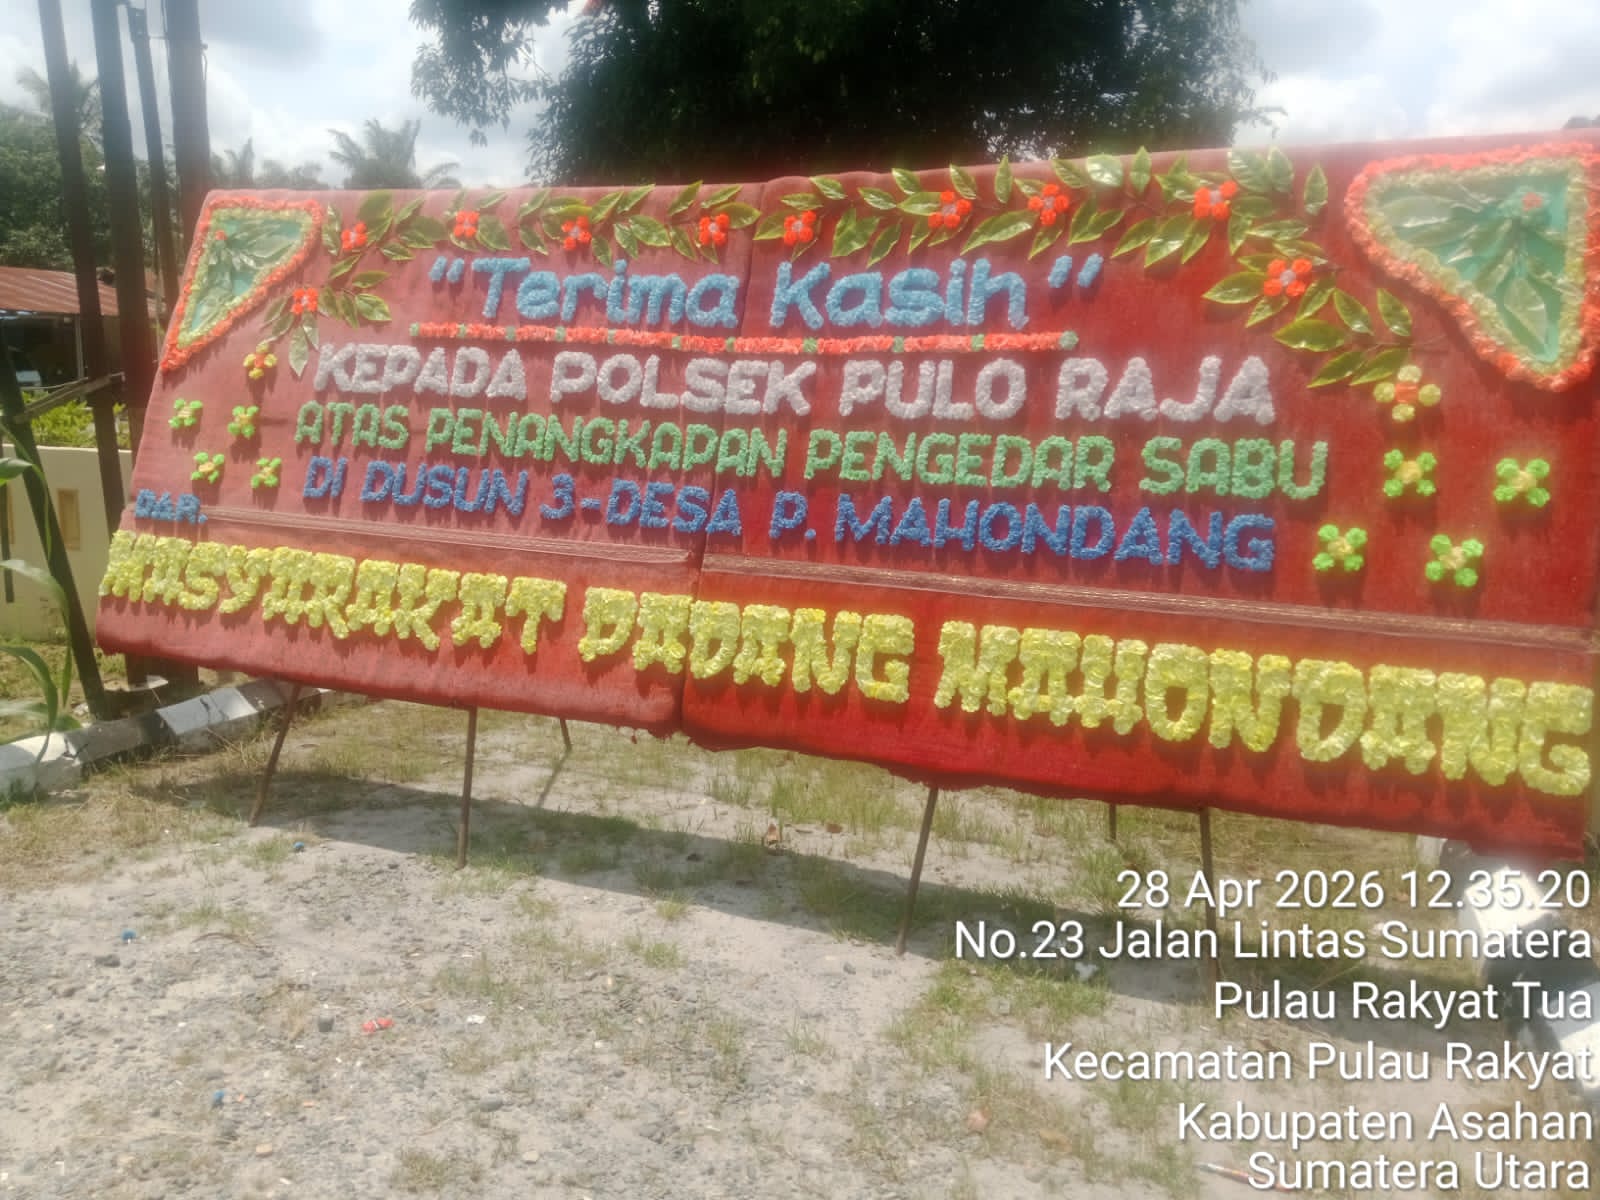 "Terima Kasih"
KEPADA POLSEK PULO RAJA
ATAS PENANGKAPAN PENGEDAR SABU
DI DUSUN 3-DESA P. MAHONDANG
DAR.
MASYARAKAT PADANG MAHONDANG
28 Apr 2026 12.35.20
No.23 Jalan Lintas Sumatera
Pulau Rakyat Tua
Kecamatan Pulau Rakyat
Kabupaten Asahan
Sumatera Utara